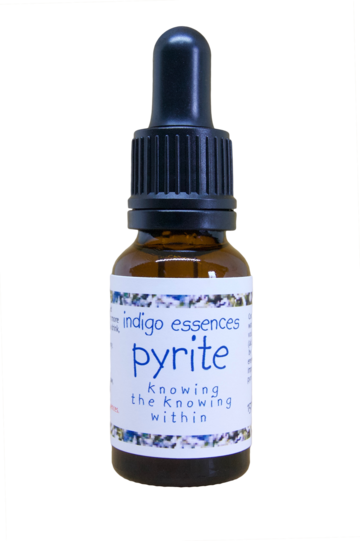 indigo essences
pyrite
knowing
the knowing
within